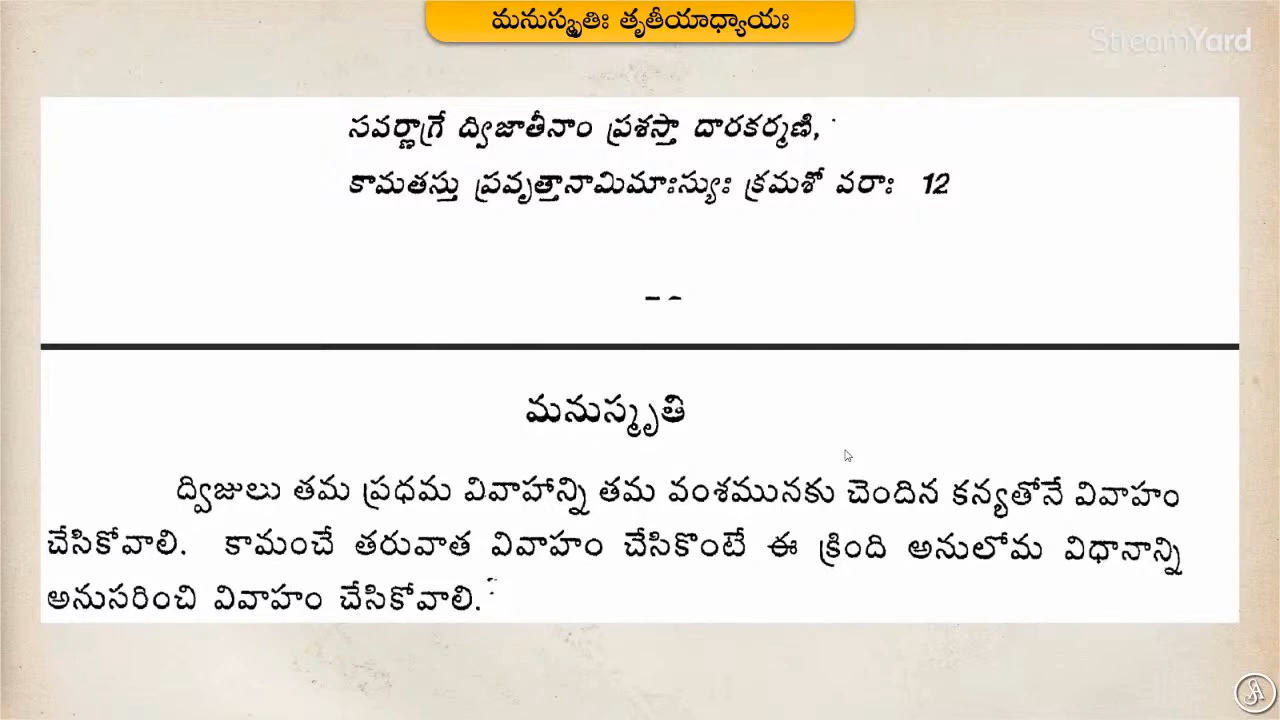 మనుస్మృతిః తృతీయాధ్యాయః
StreamYard
సవర్ణాగ్రే ద్విజాతీనాం ప్రశస్తా దారకర్మణి,
కామతస్తు ప్రవృత్తానామిమాఃస్యుః క్రమశో వరాః 12
మనుస్మృతి
ద్విజులు తమ ప్రధమ వివాహాన్ని తమ వంశమునకు చెందిన కన్యతోనే వివాహం
చేసికోవాలి. కామంచే తరువాత వివాహం చేసికొంటే ఈ క్రింది అనులోమ విధానాన్ని
అనుసరించి వివాహం చేసికోవాలి.